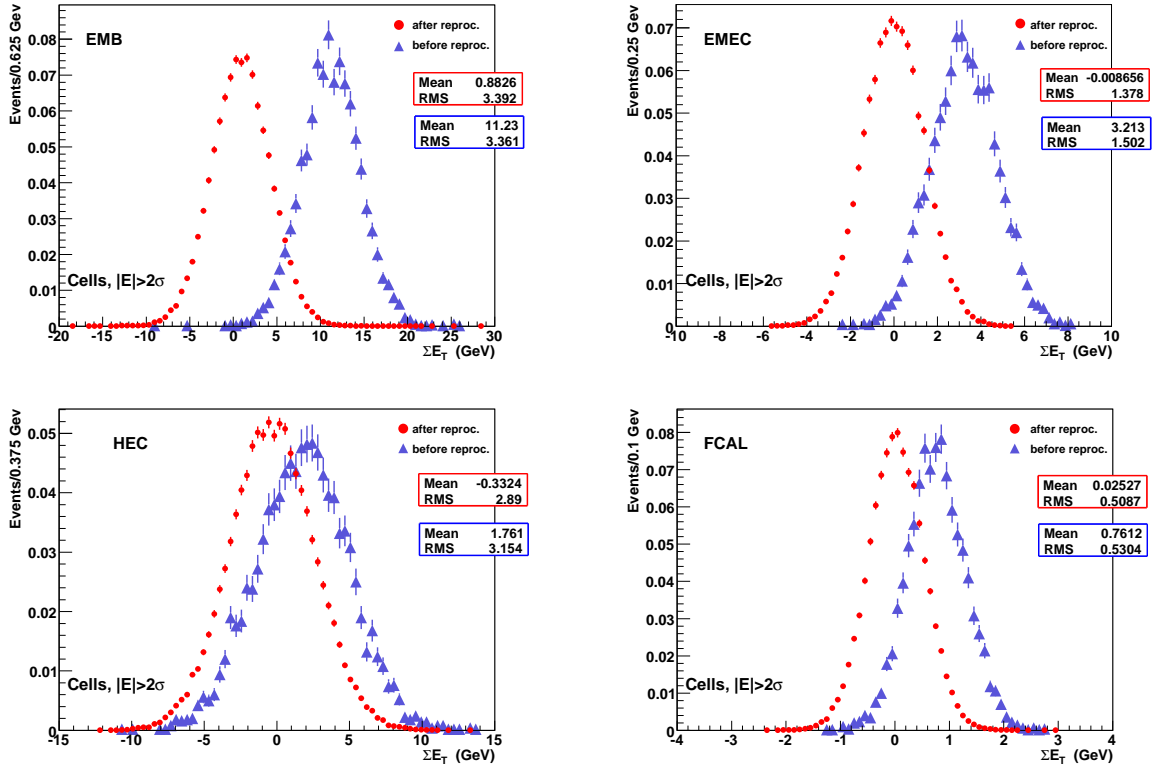 Events/0.625 Gev
0.08
0.07
0.06
0.05
0.04
0.03
0.02
0.01
0
EMB
after reproc.
before reproc.
Mean 0.8826
RMS 3.392
Mean 11.23
RMS 3.361
Cells, |E|>2σ
-20 -15 -10 -5 0 5 10 15 20 25 30
ΣE_T (GeV)
Events/0.25 Gev
0.07
0.06
0.05
0.04
0.03
0.02
0.01
0
EMEC
after reproc.
before reproc.
Mean -0.008656
RMS 1.378
Mean 3.213
RMS 1.502
Cells, |E|>2σ
-10 -8 -6 -4 -2 0 2 4 6 8 10
ΣE_T (GeV)
Events/0.375 Gev
0.05
0.04
0.03
0.02
0.01
0
HEC
after reproc.
before reproc.
Mean -0.3324
RMS 2.89
Mean 1.761
RMS 3.154
Cells, |E|>2σ
-15 -10 -5 0 5 10 15
ΣE_T (GeV)
Events/0.1 Gev
0.08
0.07
0.06
0.05
0.04
0.03
0.02
0.01
0
FCAL
after reproc.
before reproc.
Mean 0.02527
RMS 0.5087
Mean 0.7612
RMS 0.5304
Cells, |E|>2σ
-4 -3 -2 -1 0 1 2 3 4
ΣE_T (GeV)